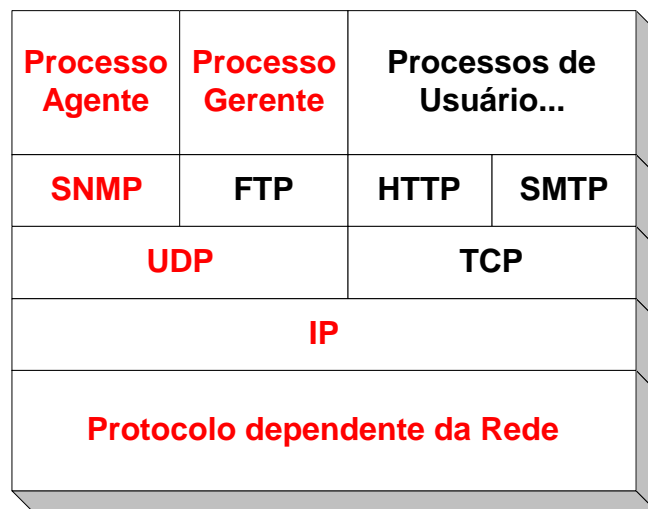 Processo
Agente
Processo
Gerente
Processos de
Usuário...
SNMP
FTP
HTTP
SMTP
UDP
TCP
IP
Protocolo dependente da Rede